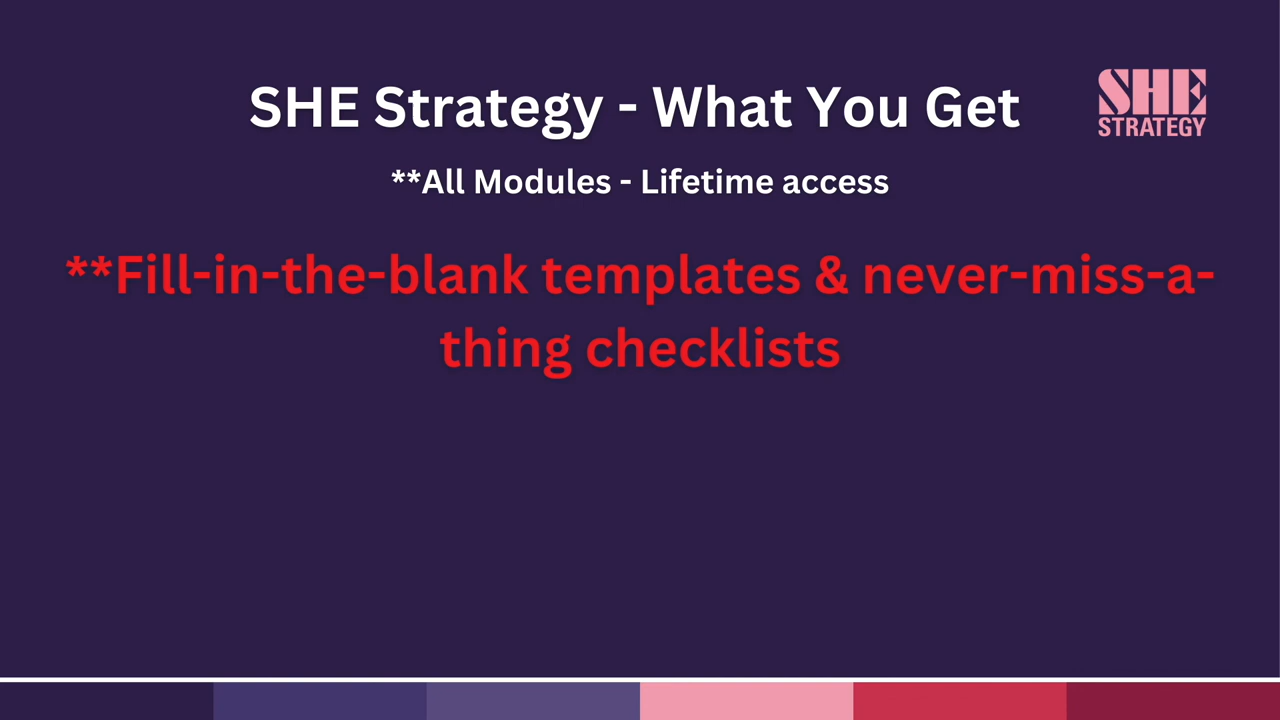 SHE Strategy - What You Get
SHE
STRATEGY
**All Modules - Lifetime access
**Fill-in-the-blank templates & never-miss-a-
thing checklists